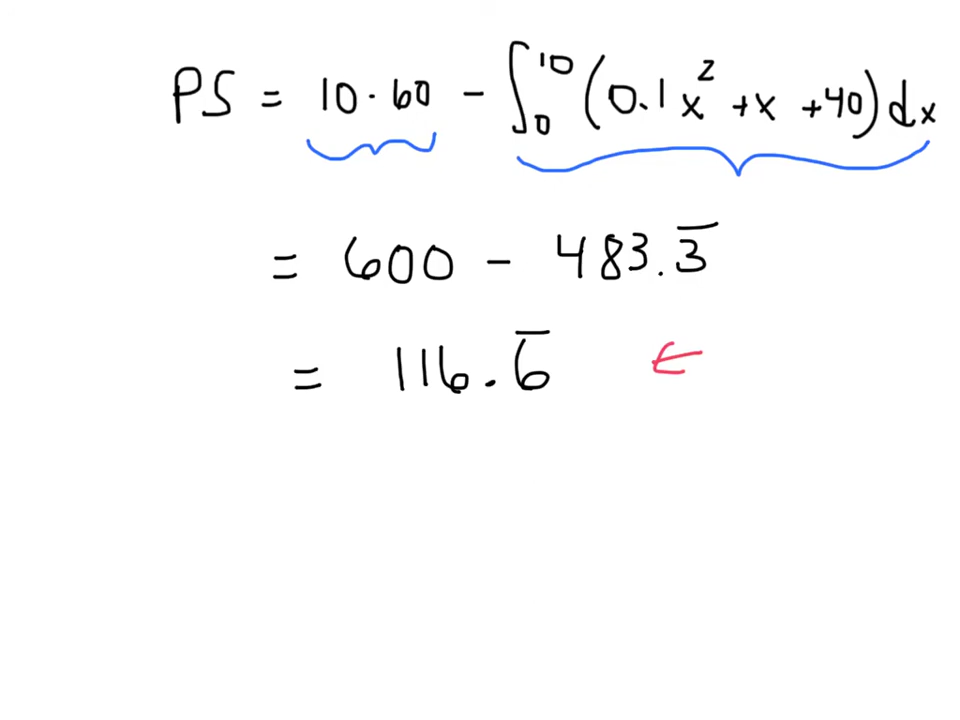 PS = 10 · 60 − ∫₀¹⁰ (0.1x² + x + 40) dx
= 600 − 483.3̅
= 116.6̅ ←